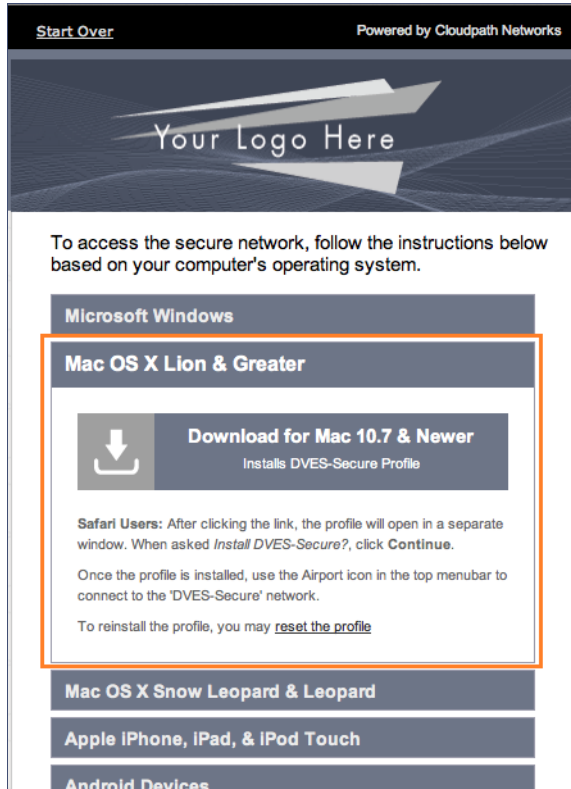 Start Over
Powered by Cloudpath Networks
Your Logo Here
To access the secure network, follow the instructions below
based on your computer's operating system.
Microsoft Windows
Mac OS X Lion & Greater
Download for Mac 10.7 & Newer
Installs DVES-Secure Profile
Safari Users: After clicking the link, the profile will open in a separate
window. When asked Install DVES-Secure?, click Continue.
Once the profile is installed, use the Airport icon in the top menubar to
connect to the 'DVES-Secure' network.
To reinstall the profile, you may reset the profile
Mac OS X Snow Leopard & Leopard
Apple iPhone, iPad, & iPod Touch
Android Devices